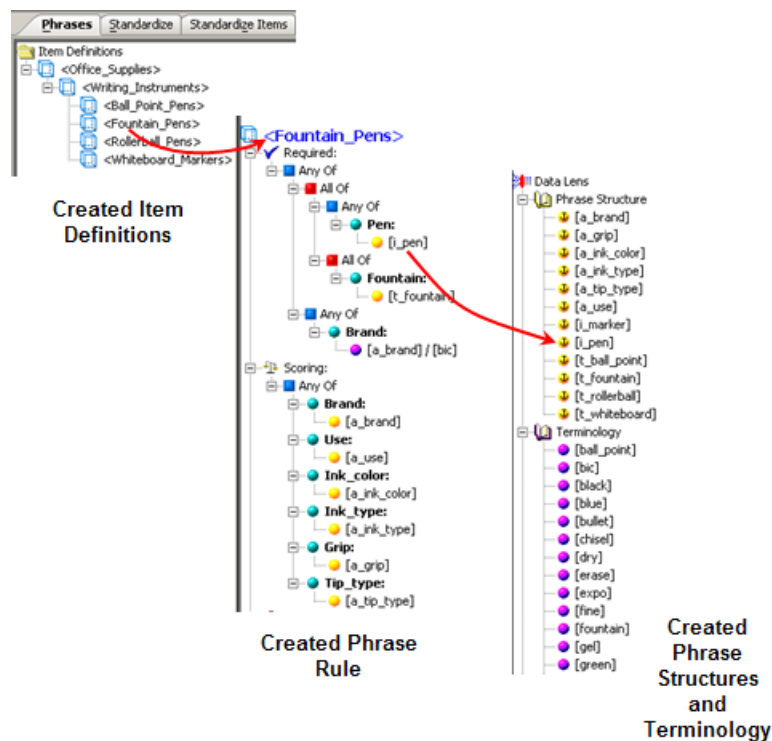 Phrases Standardize Standardize Items
Item Definitions
<Office_Supplies>
<Writing_Instruments>
<Ball_Point_Pens>
<Fountain_Pens>
<Rollerball_Pens>
<Whiteboard_Markers>
Created Item
Definitions
<Fountain_Pens>
Required:
Any Of
All Of
Any Of
Pen:
[i_pen]
All Of
Fountain:
[t_fountain]
Any Of
Brand:
[a_brand] / [bic]
Scoring:
Any Of
Brand:
[a_brand]
Use:
[a_use]
Ink_color:
[a_ink_color]
Ink_type:
[a_ink_type]
Grip:
[a_grip]
Tip_type:
[a_tip_type]
Created Phrase
Rule
Data Lens
Phrase Structure
[a_brand]
[a_grip]
[a_ink_color]
[a_ink_type]
[a_tip_type]
[a_use]
[i_marker]
[i_pen]
[t_ball_point]
[t_fountain]
[t_rollerball]
[t_whiteboard]
Terminology
[ball_point]
[bic]
[black]
[blue]
[bullet]
[chisel]
[dry]
[erase]
[expo]
[fine]
[fountain]
[gel]
[green]
Created
Phrase
Structures
and
Terminology